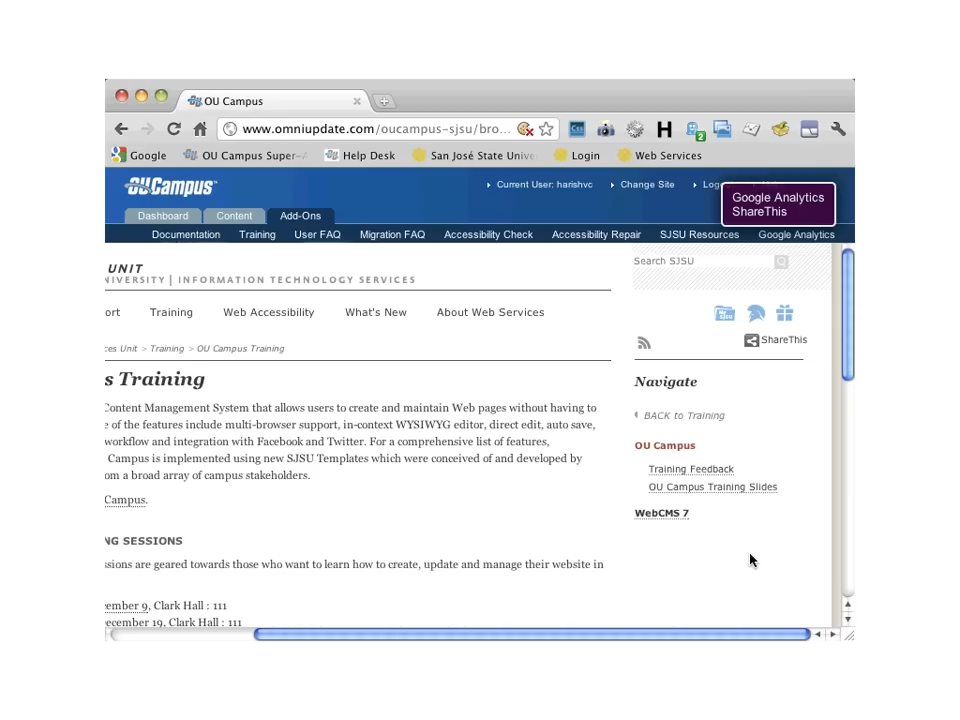 OU Campus
www.omniupdate.com/oucampus-sjsu/bro...
Google OU Campus Super-A Help Desk San José State Unive Login Web Services
OUCampus
Current User: harishvc Change Site
Google Analytics
ShareThis
Dashboard Content Add-Ons
Documentation Training User FAQ Migration FAQ Accessibility Check Accessibility Repair SJSU Resources Google Analytics
UNIT
NIVERSITY | INFORMATION TECHNOLOGY SERVICES
Search SJSU
ort Training Web Accessibility What's New About Web Services
ShareThis
ces Unit > Training > OU Campus Training
s Training
Content Management System that allows users to create and maintain Web pages without having to
e of the features include multi-browser support, in-context WYSIWYG editor, direct edit, auto save,
workflow and integration with Facebook and Twitter. For a comprehensive list of features,
Campus is implemented using new SJSU Templates which were conceived of and developed by
om a broad array of campus stakeholders.
Campus.
NG SESSIONS
ssions are geared towards those who want to learn how to create, update and manage their website in
cember 9, Clark Hall : 111
ecember 19, Clark Hall : 111
Navigate
BACK to Training
OU Campus
Training Feedback
OU Campus Training Slides
WebCMS 7